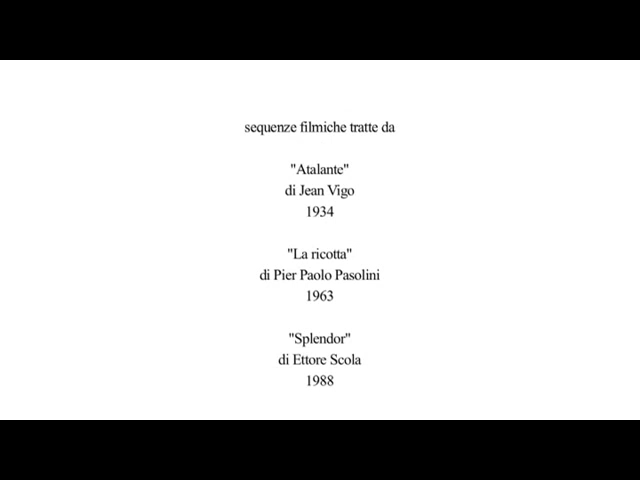 sequenze filmiche tratte da
"Atalante"
di Jean Vigo
1934
"La ricotta"
di Pier Paolo Pasolini
1963
"Splendor"
di Ettore Scola
1988